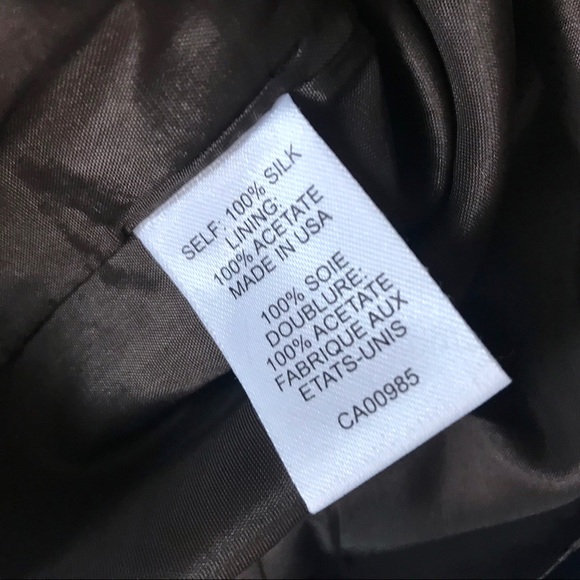 SELF: 100% SILK
LINING:
100% ACETATE
MADE IN USA
100% SOIE
DOUBLURE:
100% ACETATE
FABRIQUE AUX
ETATS-UNIS
CA00985